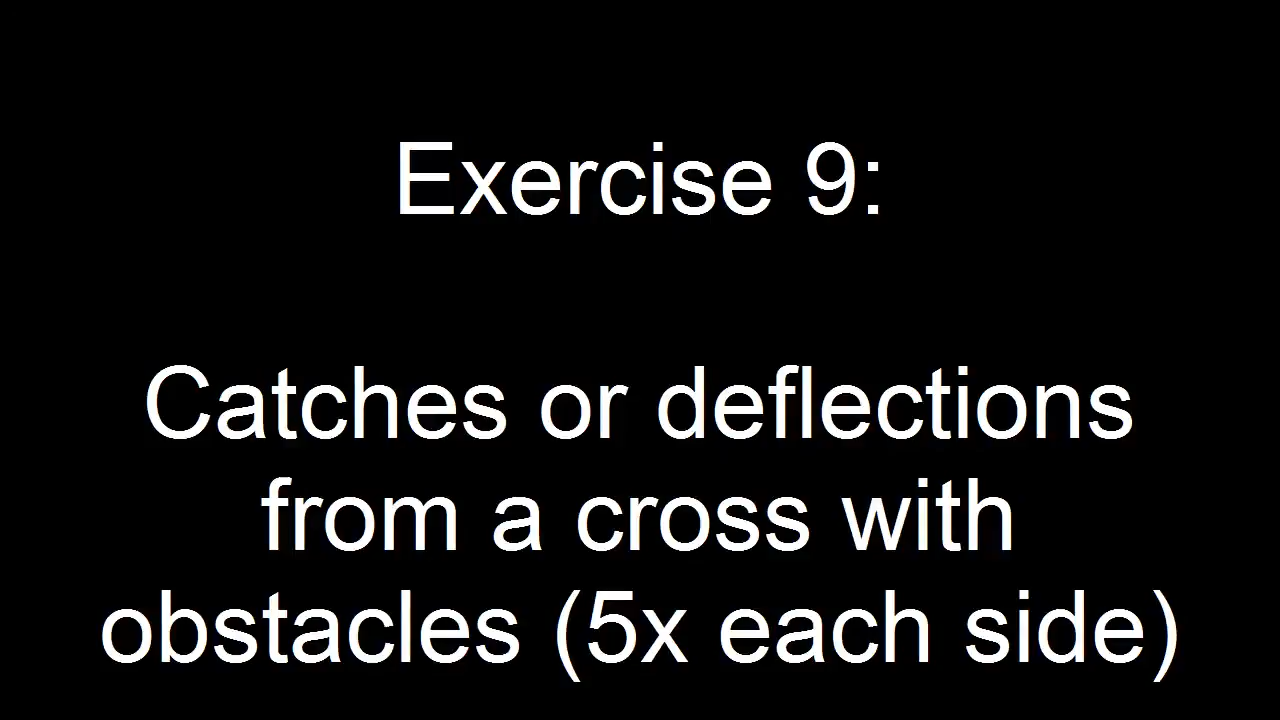 Exercise 9:
Catches or deflections
from a cross with
obstacles (5x each side)